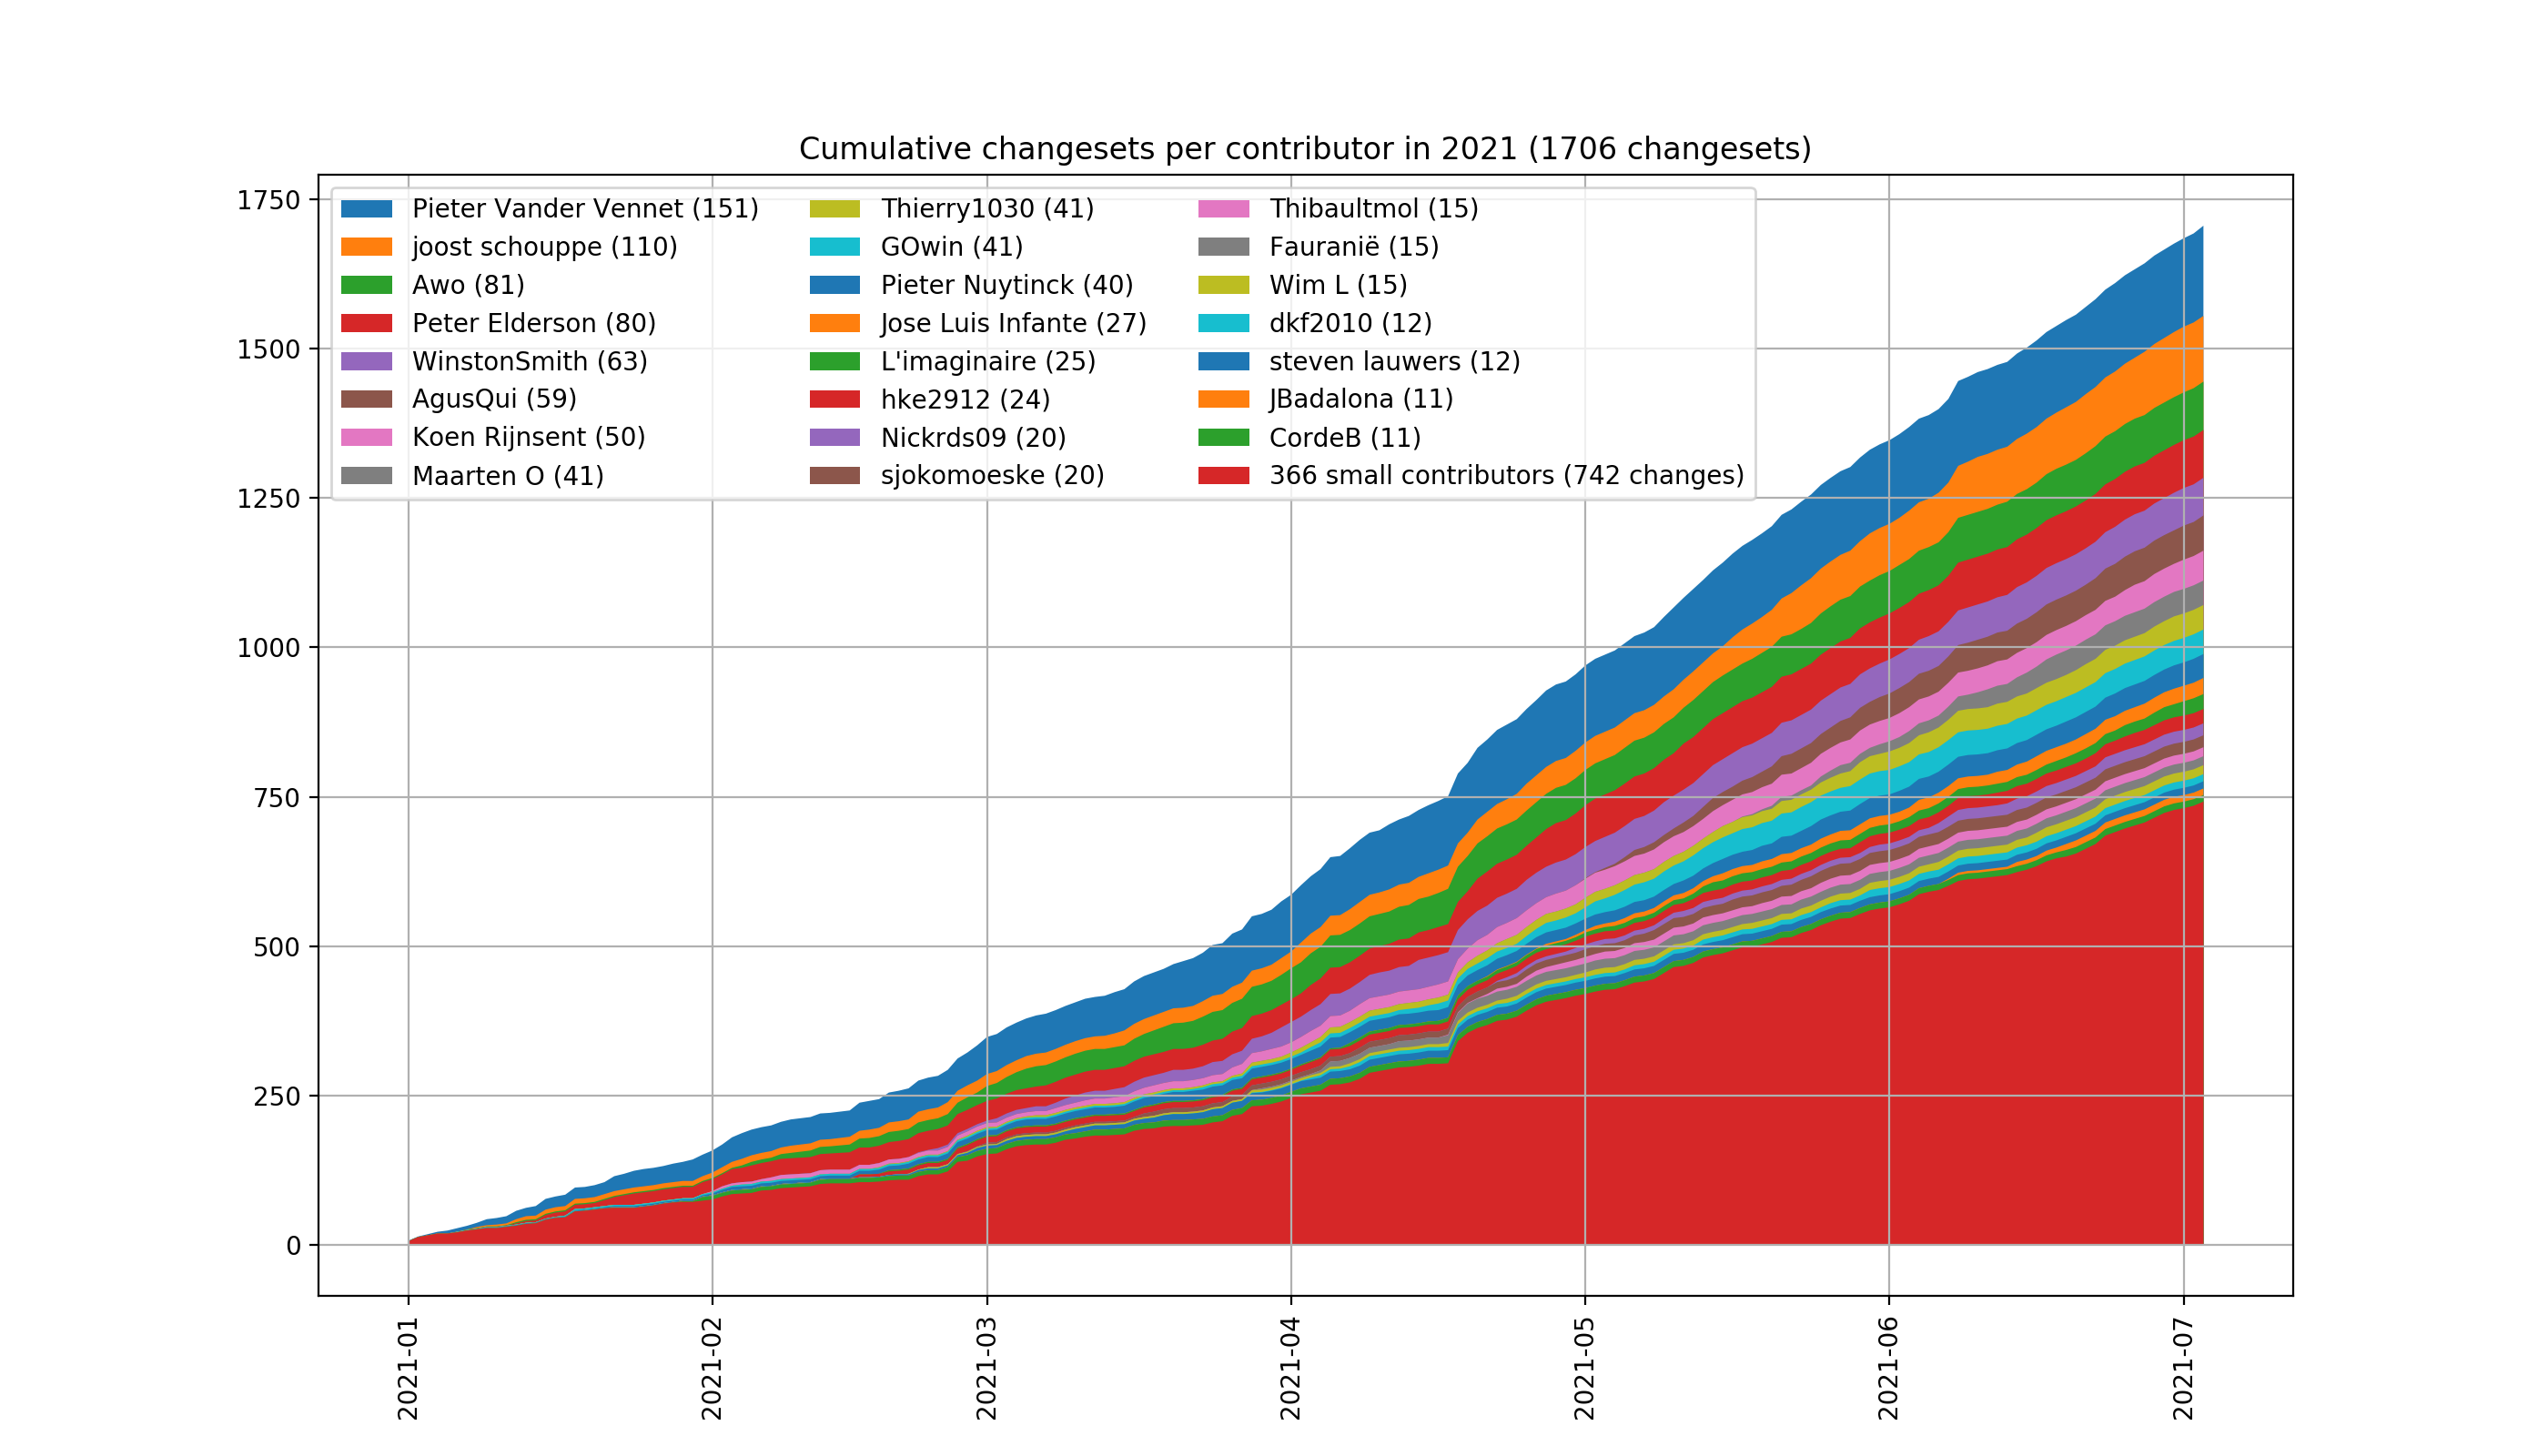 Cumulative changesets per contributor in 2021 (1706 changesets)
1750
1500
1250
1000
750
500
250
0
Pieter Vander Vennet (151)
joost schouppe (110)
Awo (81)
Peter Elderson (80)
WinstonSmith (63)
AgusQui (59)
Koen Rijnsent (50)
Maarten O (41)
Thierry1030 (41)
GOwin (41)
Pieter Nuytinck (40)
Jose Luis Infante (27)
L'imaginaire (25)
hke2912 (24)
Nickrds09 (20)
sjokomoeske (20)
Thibaultmol (15)
Fauranië (15)
Wim L (15)
dkf2010 (12)
steven lauwers (12)
JBadalona (11)
CordeB (11)
366 small contributors (742 changes)
2021-01
2021-02
2021-03
2021-04
2021-05
2021-06
2021-07